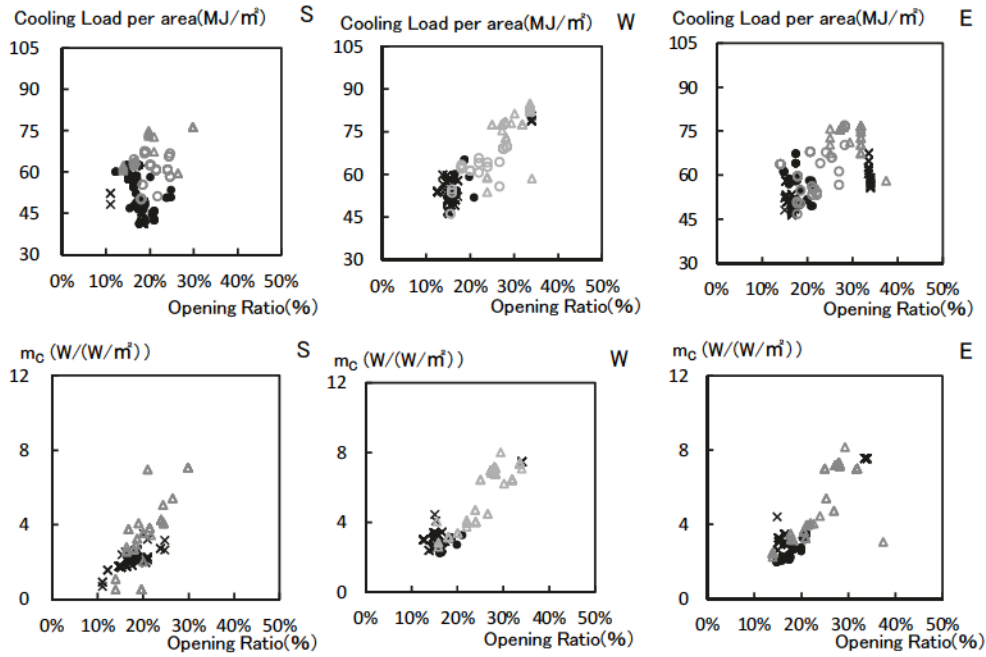 Cooling Load per area(MJ/㎡) S
105
90
75
60
45
30
0% 10% 20% 30% 40% 50%
Opening Ratio(%)
Cooling Load per area(MJ/㎡) W
105
90
75
60
45
30
0% 10% 20% 30% 40% 50%
Opening Ratio(%)
Cooling Load per area(MJ/㎡) E
105
90
75
60
45
30
0% 10% 20% 30% 40% 50%
Opening Ratio(%)
mC (W/(W/㎡)) S
12
8
4
0
0% 10% 20% 30% 40% 50%
Opening Ratio(%)
mC (W/(W/㎡)) W
12
8
4
0
0% 10% 20% 30% 40% 50%
Opening Ratio(%)
mC (W/(W/㎡)) E
12
8
4
0
0% 10% 20% 30% 40% 50%
Opening Ratio(%)